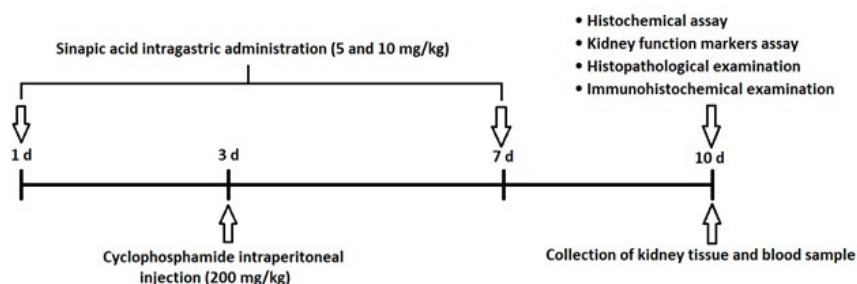 • Histochemical assay
• Kidney function markers assay
• Histopathological examination
• Immunohistochemical examination
Sinapic acid intragastric administration (5 and 10 mg/kg)
1 d
3 d
7 d
10 d
Cyclophosphamide intraperitoneal
injection (200 mg/kg)
Collection of kidney tissue and blood sample